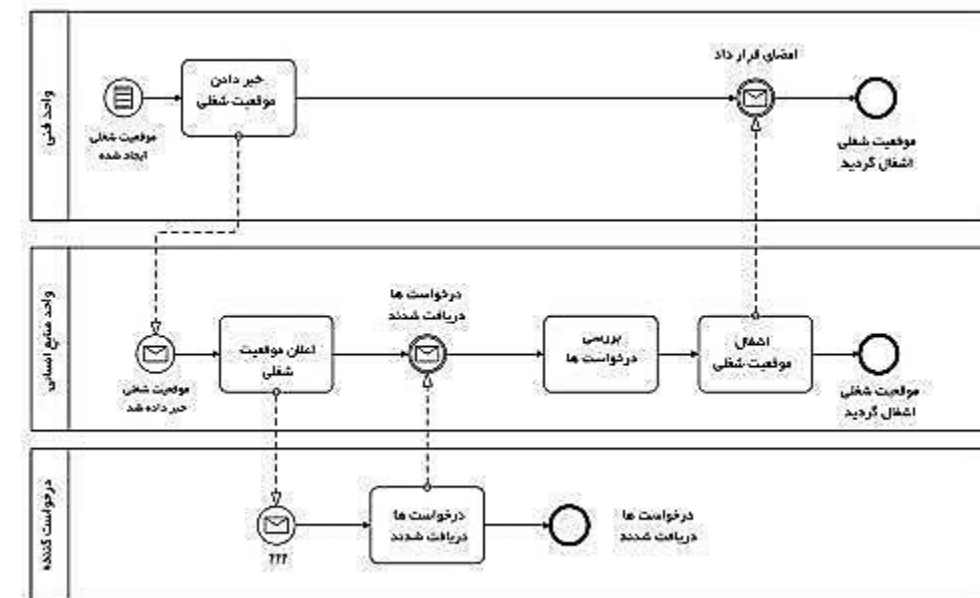 واحد فنی
موقعیت شغلی
ایجاد شده
خبر دادن
موقعیت شغلی
امضای قرار داد
موقعیت شغلی
اشغال گردید
واحد منابع انسانی
موقعیت شغلی
خبر داده شد
اعلان موقعیت
شغلی
درخواست ها
دریافت شدند
بررسی
درخواست ها
اشغال
موقعیت شغلی
موقعیت شغلی
اشغال گردید
درخواست کننده
???
درخواست ها
دریافت شدند
درخواست ها
دریافت شدند